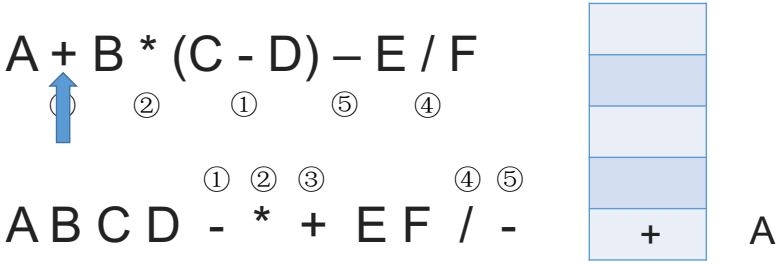 A + B * (C - D) – E / F
② ① ⑤ ④
① ② ③ ④ ⑤
A B C D - * + E F / -
+ A